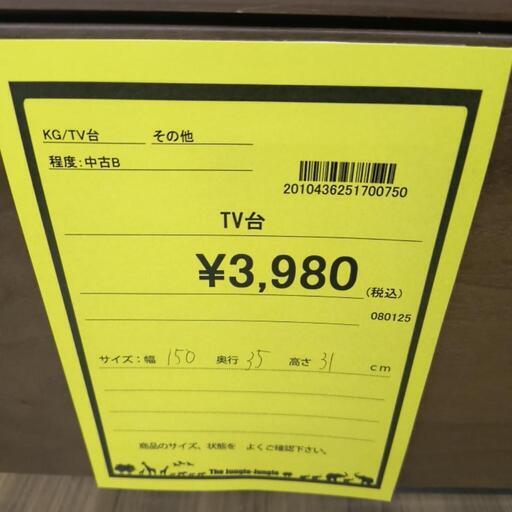 KG/TV台 その他
程度:中古B
2010436251700750
TV台
¥3,980
(税込)
080125
サイズ:幅 150 奥行 35 高さ 31 cm
商品のサイズ、状態を よくご確認下さい。
The Jungle-Jungle